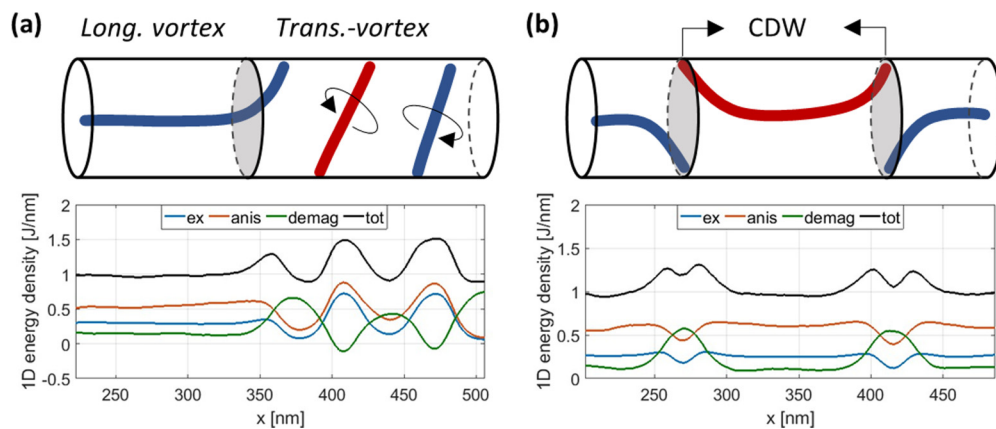 (a) Long. vortex Trans.-vortex
1D energy density [J/nm]
2
1.5
1
0.5
0
-0.5
ex anis demag tot
250 300 350 400 450 500
x [nm]
(b) CDW
1D energy density [J/nm]
2
1.5
1
0.5
0
ex anis demag tot
250 300 350 400 450
x [nm]